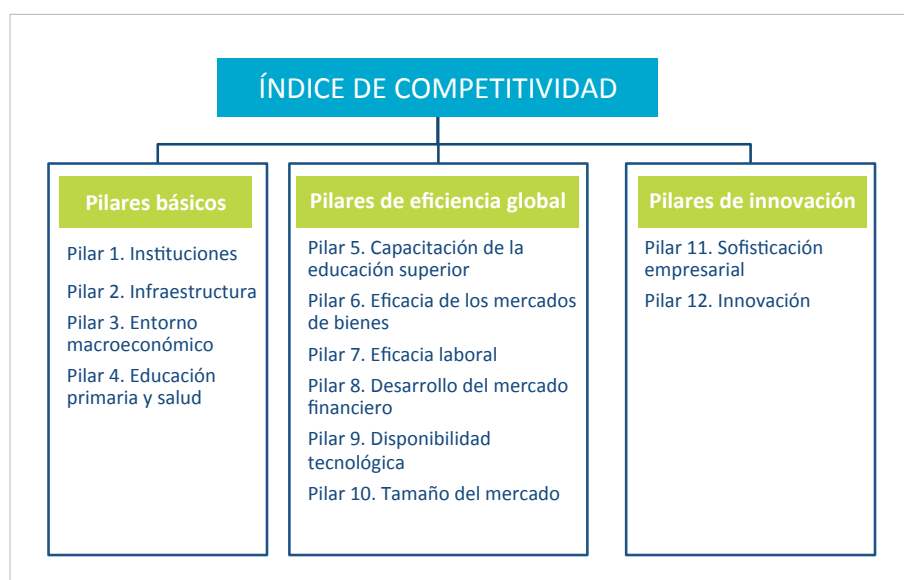 ÍNDICE DE COMPETITIVIDAD
Pilares básicos
Pilar 1. Instituciones
Pilar 2. Infraestructura
Pilar 3. Entorno
macroeconómico
Pilar 4. Educación
primaria y salud
Pilares de eficiencia global
Pilar 5. Capacitación de la
educación superior
Pilar 6. Eficacia de los mercados
de bienes
Pilar 7. Eficacia laboral
Pilar 8. Desarrollo del mercado
financiero
Pilar 9. Disponibilidad
tecnológica
Pilar 10. Tamaño del mercado
Pilares de innovación
Pilar 11. Sofisticación
empresarial
Pilar 12. Innovación